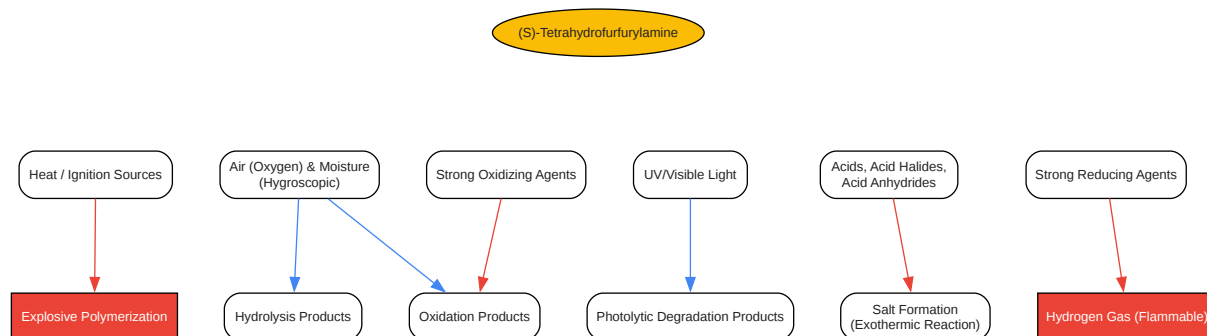 (S)-Tetrahydrofurfurylamine
Heat / Ignition Sources
Air (Oxygen) & Moisture
(Hygroscopic)
Strong Oxidizing Agents
UV/Visible Light
Acids, Acid Halides,
Acid Anhydrides
Strong Reducing Agents
Explosive Polymerization
Hydrolysis Products
Oxidation Products
Photolytic Degradation Products
Salt Formation
(Exothermic Reaction)
Hydrogen Gas (Flammable)